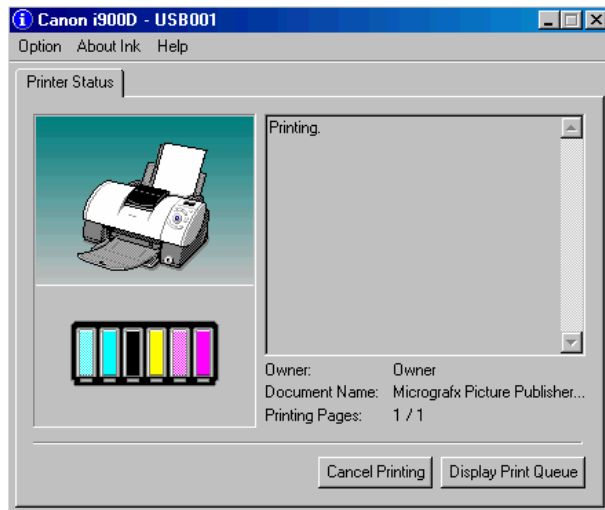 Canon i900D - USB001
Option About Ink Help
Printer Status
Printing.
Owner: Owner
Document Name: Micrografx Picture Publisher...
Printing Pages: 1 / 1
Cancel Printing Display Print Queue